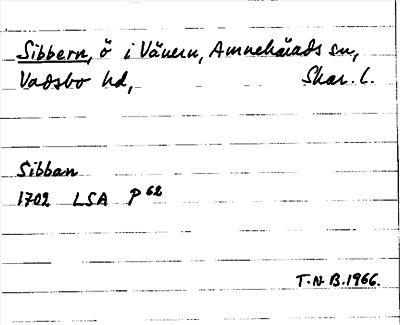 Sibbern, ö i Vänern, Amnehärads sn,
Vadsbo hd, Skar. l.
Sibban
1702 LSA P 62
T.N.B. 1966.